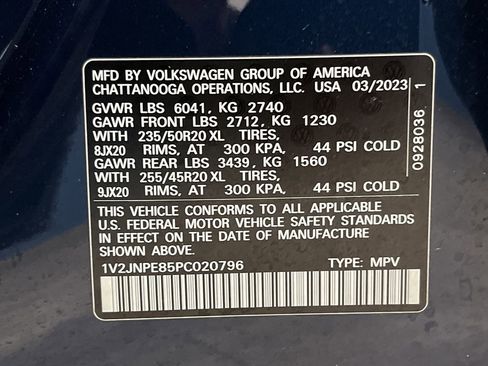 MFD BY VOLKSWAGEN GROUP OF AMERICA
CHATTANOOGA OPERATIONS, LLC. USA 03/2023
GVWR LBS 6041, KG 2740
GAWR FRONT LBS 2712, KG 1230
WITH 235/50R20 XL TIRES,
8JX20 RIMS, AT 300 KPA, 44 PSI COLD
GAWR REAR LBS 3439, KG 1560
WITH 255/45R20 XL TIRES,
9JX20 RIMS, AT 300 KPA, 44 PSI COLD
THIS VEHICLE CONFORMS TO ALL APPLICABLE
U.S. FEDERAL MOTOR VEHICLE SAFETY STANDARDS
IN EFFECT ON THE DATE OF MANUFACTURE
SHOWN ABOVE.
1V2JNPE85PC020796 TYPE: MPV
0928036 1